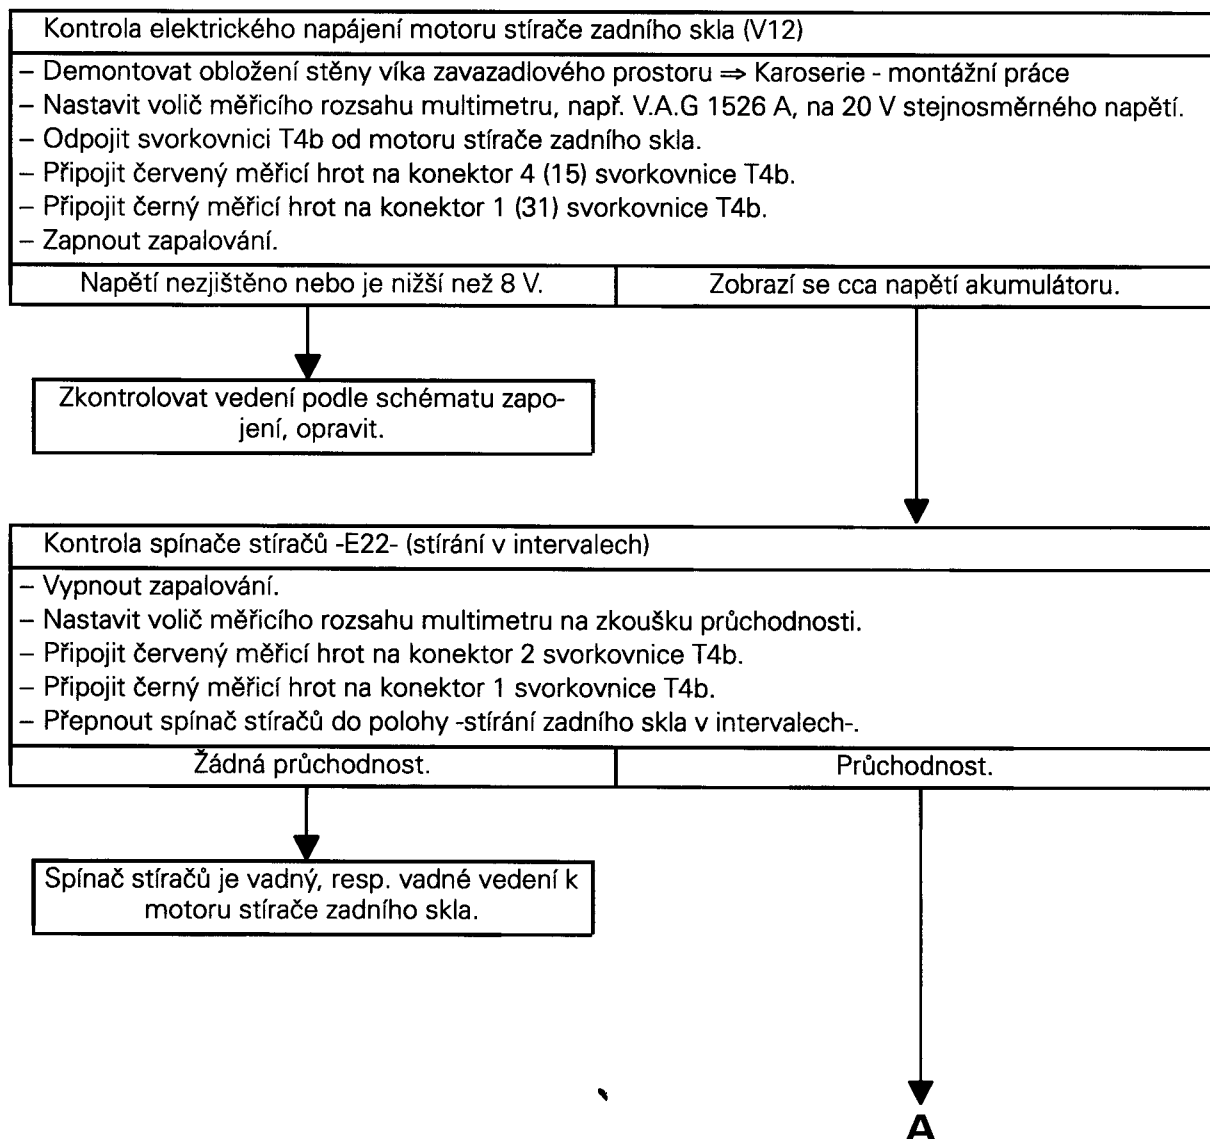 Kontrola elektrického napájení motoru stírače zadního skla (V12)
– Demontovat obložení stěny víka zavazadlového prostoru ⇒ Karoserie - montážní práce
– Nastavit volič měřicího rozsahu multimetru, např. V.A.G 1526 A, na 20 V stejnosměrného napětí.
– Odpojit svorkovnici T4b od motoru stírače zadního skla.
– Připojit červený měřicí hrot na konektor 4 (15) svorkovnice T4b.
– Připojit černý měřicí hrot na konektor 1 (31) svorkovnice T4b.
– Zapnout zapalování.
Napětí nezjištěno nebo je nižší než 8 V.
Zobrazí se cca napětí akumulátoru.
Zkontrolovat vedení podle schématu zapo-
jení, opravit.
Kontrola spínače stíračů -E22- (stírání v intervalech)
– Vypnout zapalování.
– Nastavit volič měřicího rozsahu multimetru na zkoušku průchodnosti.
– Připojit červený měřicí hrot na konektor 2 svorkovnice T4b.
– Připojit černý měřicí hrot na konektor 1 svorkovnice T4b.
– Přepnout spínač stíračů do polohy -stírání zadního skla v intervalech-.
Žádná průchodnost.
Průchodnost.
Spínač stíračů je vadný, resp. vadné vedení k
motoru stírače zadního skla.
A